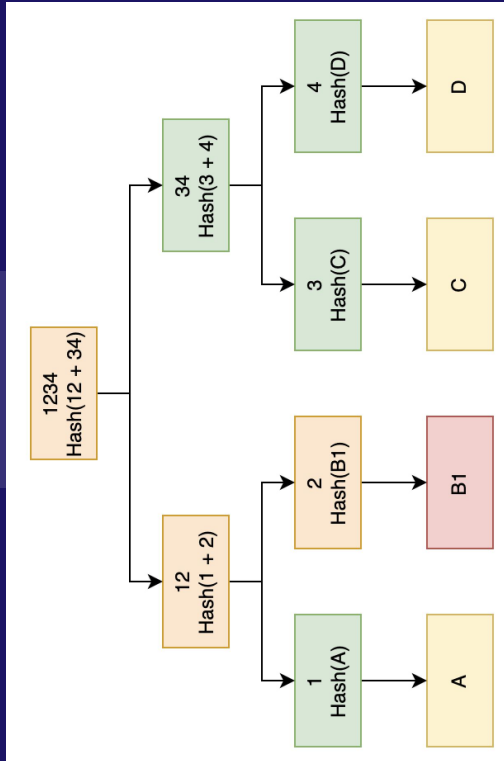 1234
Hash(12 + 34)
12
Hash(1 + 2)
34
Hash(3 + 4)
1
Hash(A)
2
Hash(B1)
3
Hash(C)
4
Hash(D)
A
B1
C
D